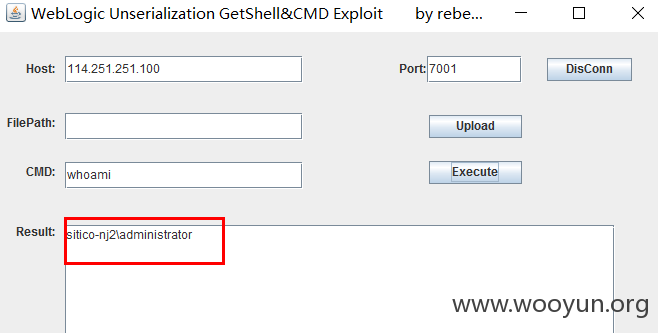 WebLogic Unserialization GetShell&CMD Exploit by rebe...
Host: 114.251.251.100 Port: 7001 DisConn
FilePath: Upload
CMD: whoami Execute
Result: sitico-nj2\administrator
www.wooyun.org